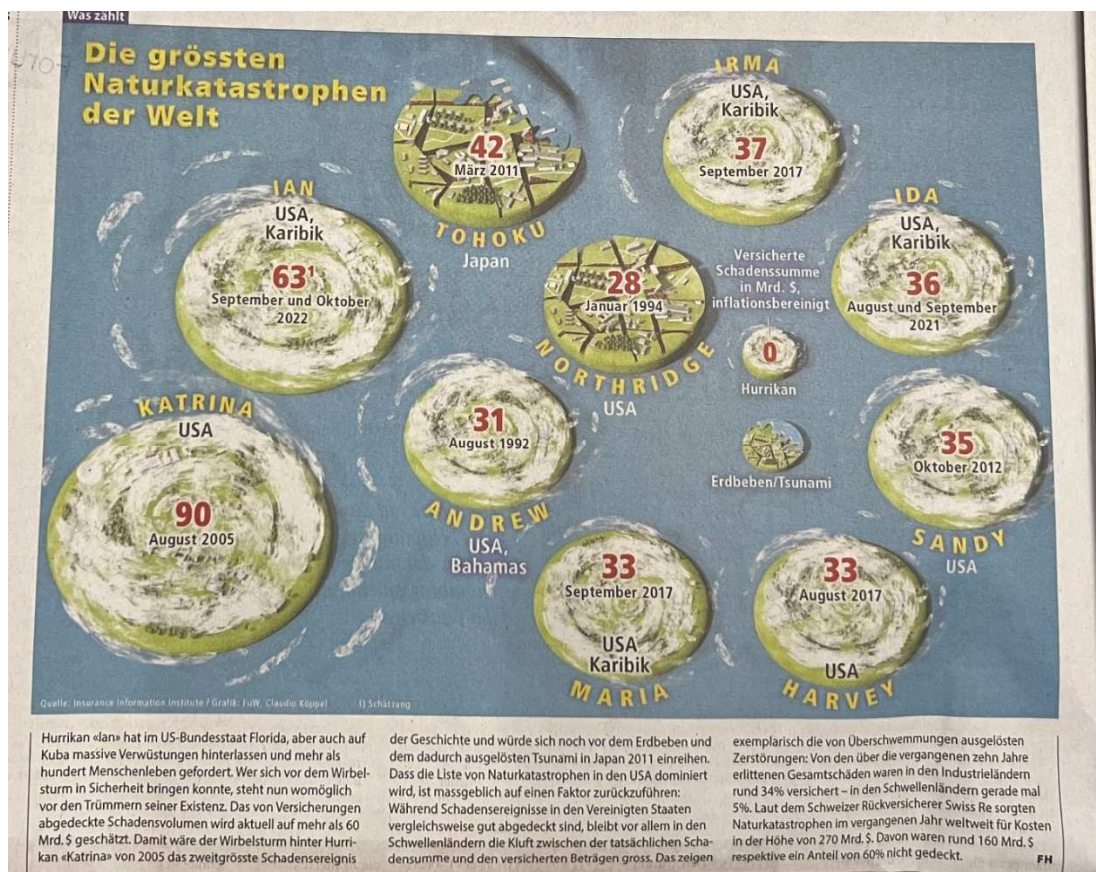 Was zählt
Die grössten
Naturkatastrophen
der Welt
42
März 2011
TOHOKU
Japan
IRMA
USA,
Karibik
37
September 2017
IAN
USA,
Karibik
63¹
September und Oktober
2022
28
Januar 1994
NORTHRIDGE
USA
Versicherte
Schadenssumme
in Mrd. $,
inflationsbereinigt
0
Hurrikan
Erdbeben/Tsunami
IDA
USA,
Karibik
36
August und September
2021
KATRINA
USA
90
August 2005
31
August 1992
ANDREW
USA,
Bahamas
35
Oktober 2012
SANDY
USA
33
September 2017
USA
Karibik
MARIA
33
August 2017
USA
HARVEY
Quelle: Insurance Information Institute / Grafik: FuW, Claudio Köppel 1) Schätzung
Hurrikan «Ian» hat im US-Bundesstaat Florida, aber auch auf
Kuba massive Verwüstungen hinterlassen und mehr als
hundert Menschenleben gefordert. Wer sich vor dem Wirbel-
sturm in Sicherheit bringen konnte, steht nun womöglich
vor den Trümmern seiner Existenz. Das von Versicherungen
abgedeckte Schadensvolumen wird aktuell auf mehr als 60
Mrd. $ geschätzt. Damit wäre der Wirbelsturm hinter Hurri-
kan «Katrina» von 2005 das zweitgrösste Schadensereignis
der Geschichte und würde sich noch vor dem Erdbeben und
dem dadurch ausgelösten Tsunami in Japan 2011 einreihen.
Dass die Liste von Naturkatastrophen in den USA dominiert
wird, ist massgeblich auf einen Faktor zurückzuführen:
Während Schadensereignisse in den Vereinigten Staaten
vergleichsweise gut abgedeckt sind, bleibt vor allem in den
Schwellenländern die Kluft zwischen der tatsächlichen Scha-
densumme und den versicherten Beträgen gross. Das zeigen
exemplarisch die von Überschwemmungen ausgelösten
Zerstörungen: Von den über die vergangenen zehn Jahre
erlittenen Gesamtschäden waren in den Industrieländern
rund 34% versichert – in den Schwellenländern gerade mal
5%. Laut dem Schweizer Rückversicherer Swiss Re sorgten
Naturkatastrophen im vergangenen Jahr weltweit für Kosten
in der Höhe von 270 Mrd. $. Davon waren rund 160 Mrd. $
respektive ein Anteil von 60% nicht gedeckt. FH